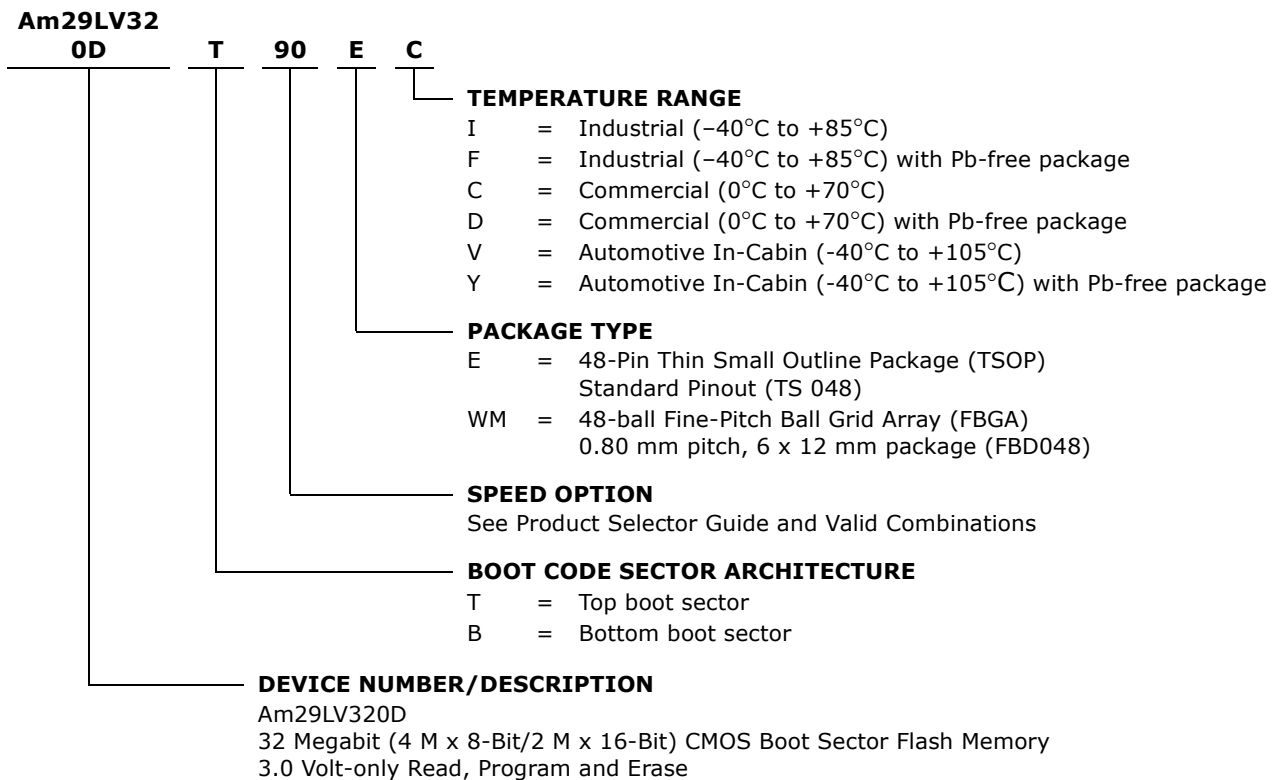 Am29LV32
0D T 90 E C
TEMPERATURE RANGE
I = Industrial (–40°C to +85°C)
F = Industrial (–40°C to +85°C) with Pb-free package
C = Commercial (0°C to +70°C)
D = Commercial (0°C to +70°C) with Pb-free package
V = Automotive In-Cabin (-40°C to +105°C)
Y = Automotive In-Cabin (-40°C to +105°C) with Pb-free package
PACKAGE TYPE
E = 48-Pin Thin Small Outline Package (TSOP)
Standard Pinout (TS 048)
WM = 48-ball Fine-Pitch Ball Grid Array (FBGA)
0.80 mm pitch, 6 x 12 mm package (FBD048)
SPEED OPTION
See Product Selector Guide and Valid Combinations
BOOT CODE SECTOR ARCHITECTURE
T = Top boot sector
B = Bottom boot sector
DEVICE NUMBER/DESCRIPTION
Am29LV320D
32 Megabit (4 M x 8-Bit/2 M x 16-Bit) CMOS Boot Sector Flash Memory
3.0 Volt-only Read, Program and Erase